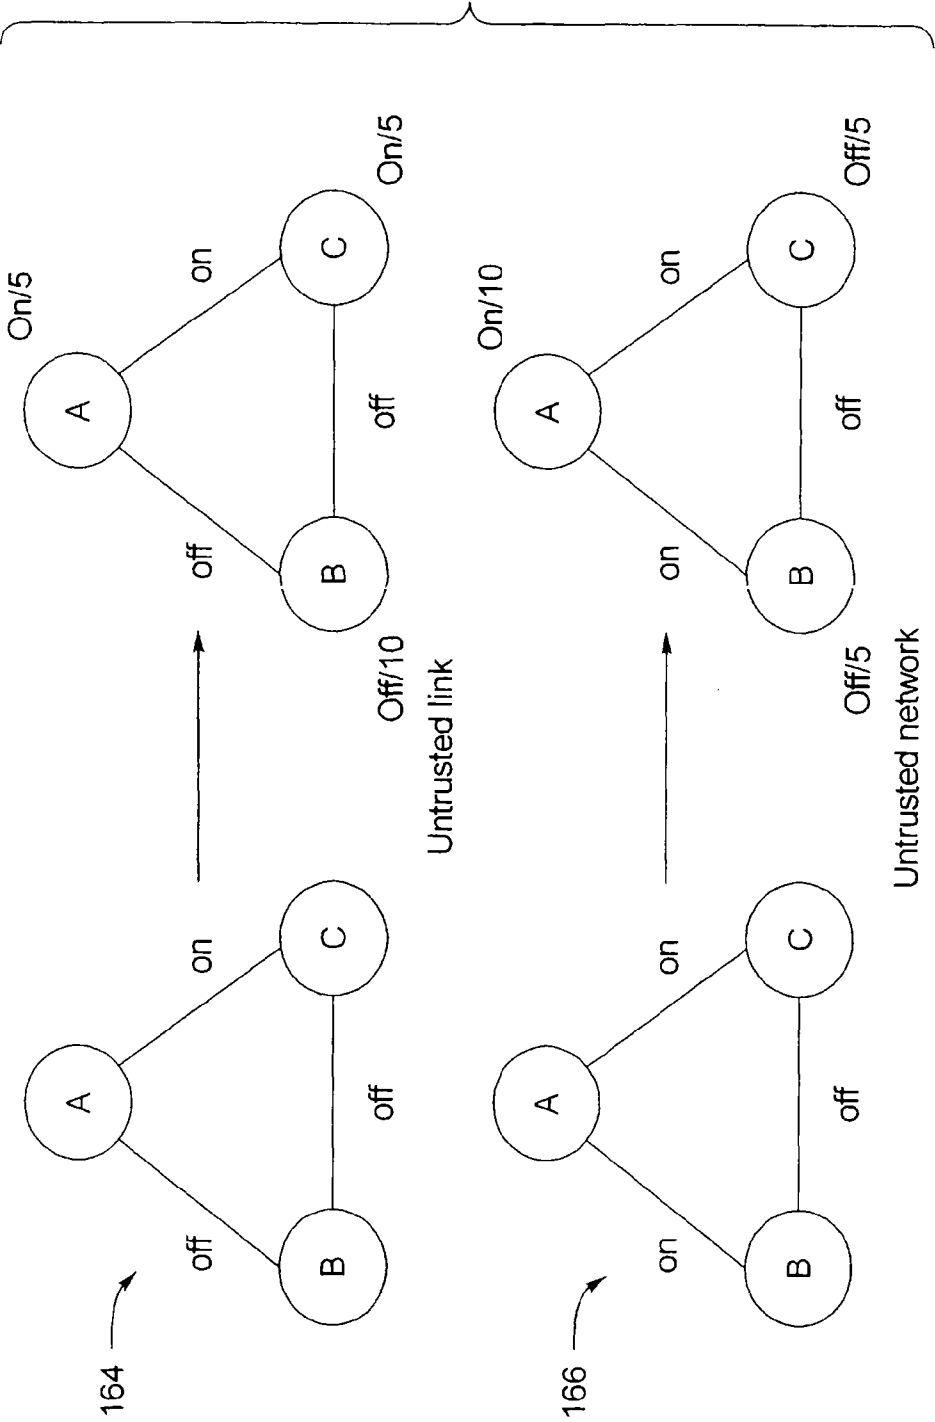 164
A
off
on
B
C
off
On/5
A
off
on
B
C
Off/10
off
On/5
Untrusted link
166
A
on
on
B
C
off
On/10
A
on
on
B
C
Off/5
off
Off/5
Untrusted network